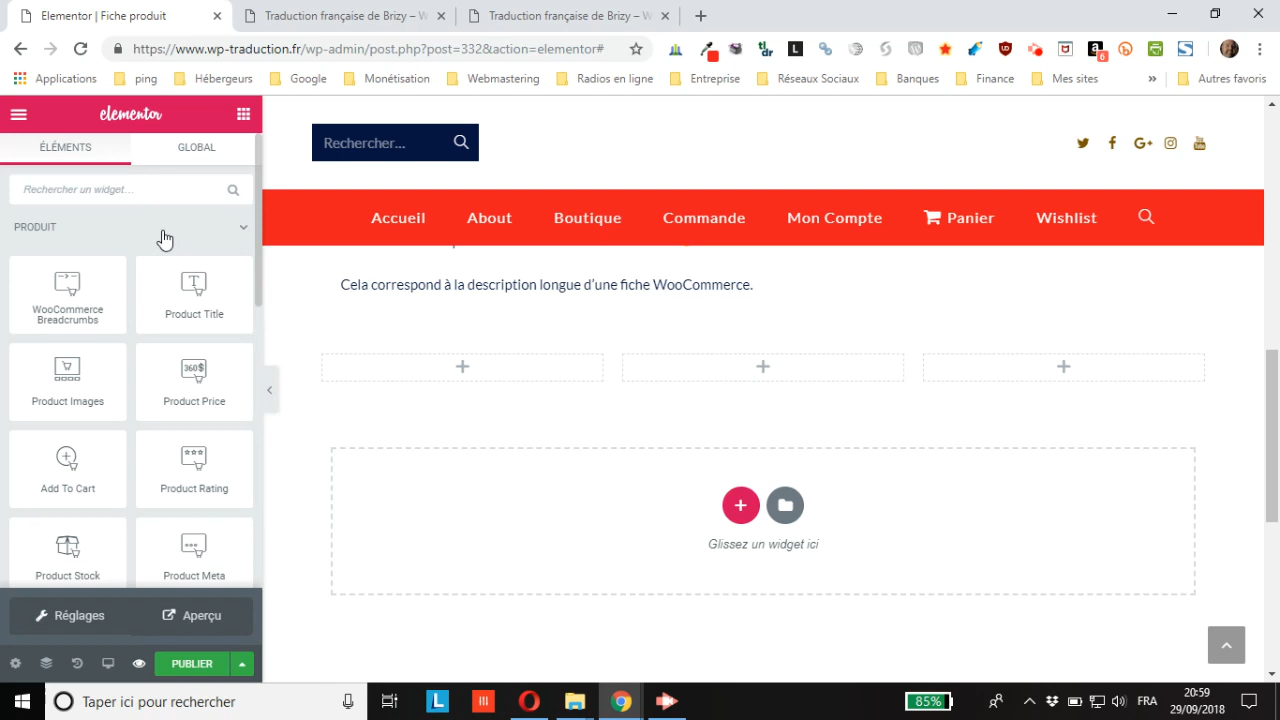 Elementor | Fiche produit
Traduction française de Brizy - W
Traduction française de Brizy - W
https://www.wp-traduction.fr/wp-admin/post.php?post=332&action=elementor#
tl;dr
L
6
Applications
ping
Hébergeurs
Google
Monétisation
Webmastering
Radios en ligne
Entreprise
Réseaux Sociaux
Banques
Finance
Mes sites
»
Autres favoris
elementor
ÉLÉMENTS
GLOBAL
Rechercher un widget...
PRODUIT
WooCommerce
Breadcrumbs
Product Title
Product Images
360$
Product Price
Add To Cart
Product Rating
Product Stock
Product Meta
Réglages
Aperçu
PUBLIER
Rechercher...
Accueil
About
Boutique
Commande
Mon Compte
Panier
Wishlist
Cela correspond à la description longue d'une fiche WooCommerce.
Glissez un widget ici
Taper ici pour rechercher
L
85%
FRA
20:59
29/09/2018